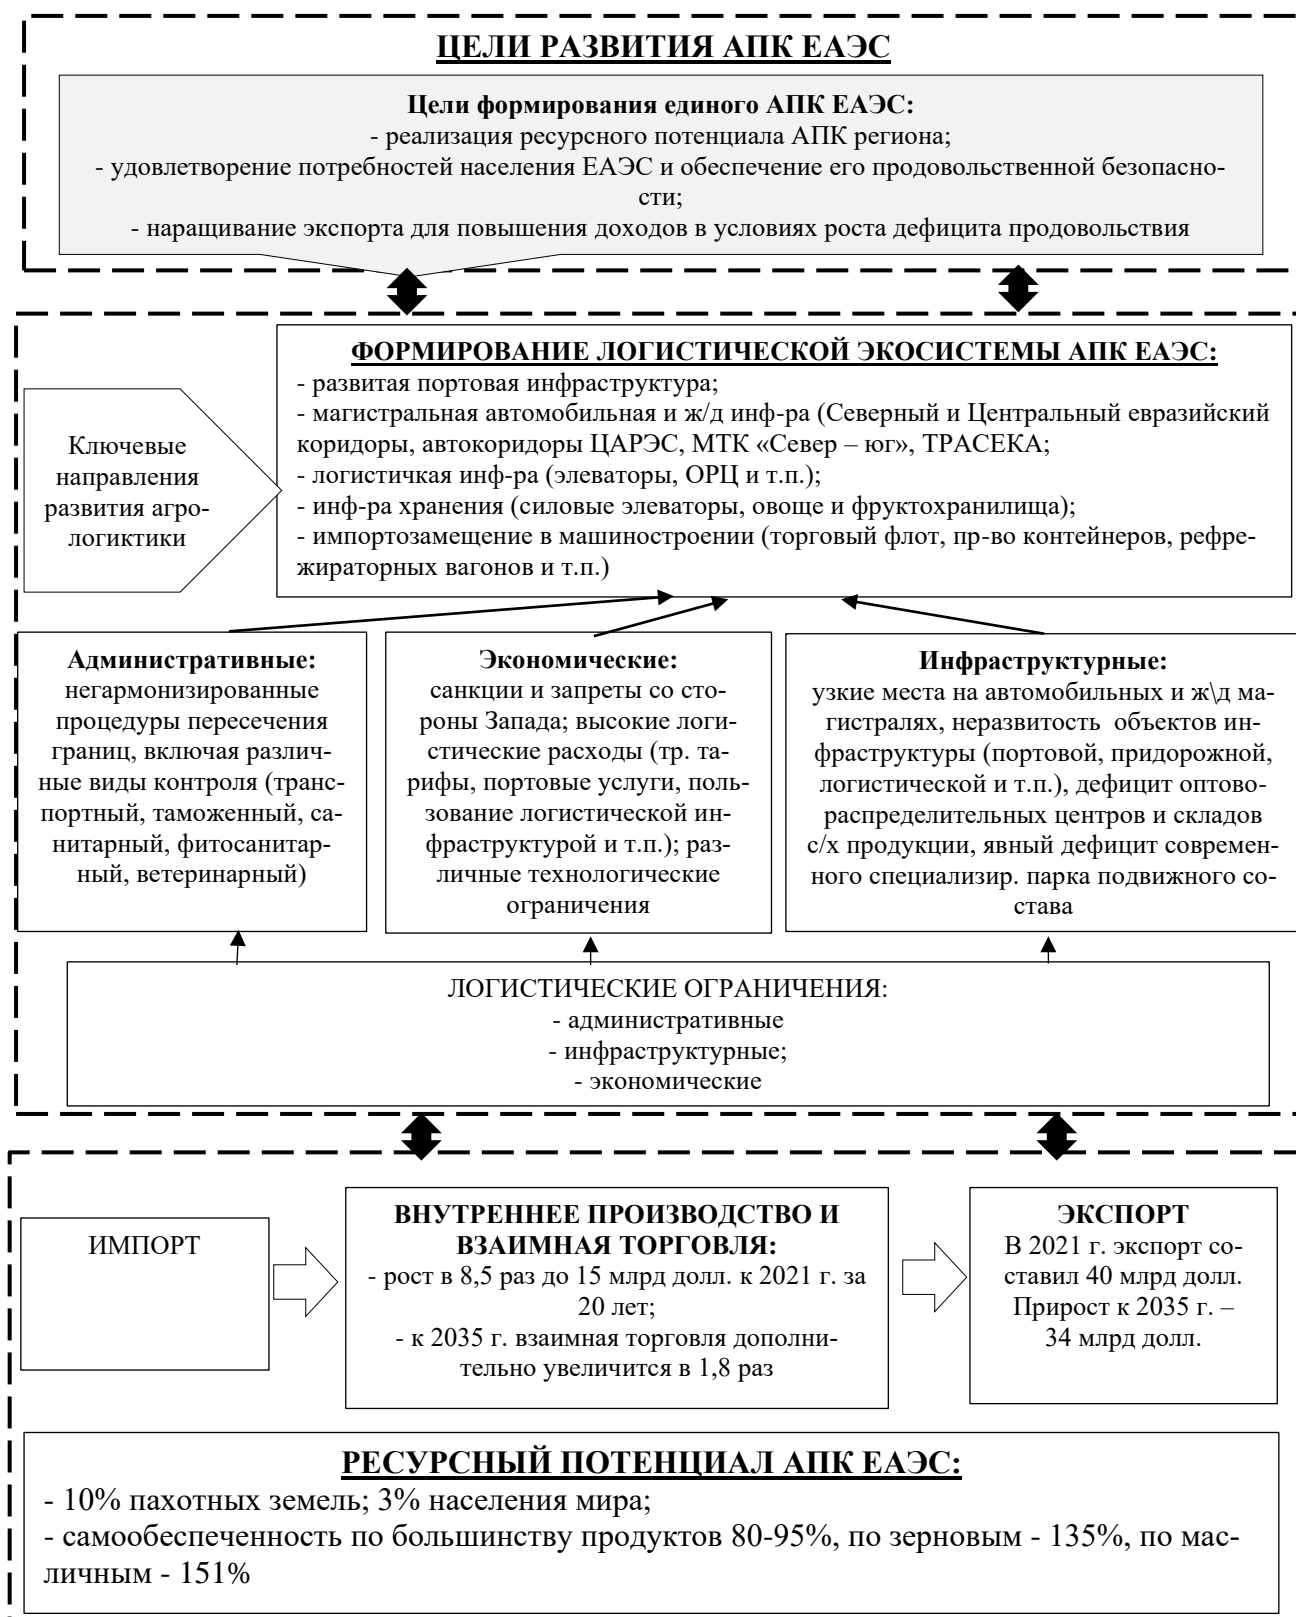 ЦЕЛИ РАЗВИТИЯ АПК ЕАЭС
Цели формирования единого АПК ЕАЭС:
- реализация ресурсного потенциала АПК региона;
- удовлетворение потребностей населения ЕАЭС и обеспечение его продовольственной безопасно-
сти;
- наращивание экспорта для повышения доходов в условиях роста дефицита продовольствия
ФОРМИРОВАНИЕ ЛОГИСТИЧЕСКОЙ ЭКОСИСТЕМЫ АПК ЕАЭС:
- развитая портовая инфраструктура;
- магистральная автомобильная и ж/д инф-ра (Северный и Центральный евразийский
коридоры, автокоридоры ЦАРЭС, МТК «Север – юг», ТРАСЕКА;
- логистичкая инф-ра (элеваторы, ОРЦ и т.п.);
- инф-ра хранения (силовые элеваторы, овоще и фруктохранилища);
- импортозамещение в машиностроении (торговый флот, пр-во контейнеров, рефре-
жираторных вагонов и т.п.)
Ключевые
направления
развития агро-
логиктики
Административные:
негармонизированные
процедуры пересечения
границ, включая различ-
ные виды контроля (транс-
портный, таможенный, са-
нитарный, фитосанитар-
ный, ветеринарный)
Экономические:
санкции и запреты со сто-
роны Запада; высокие логи-
стические расходы (тр. та-
рифы, портовые услуги, поль-
зование логистической ин-
фраструктурой и т.п.); раз-
личные технологические
ограничения
Инфраструктурные:
узкие места на автомобильных и ж\д ма-
гистралях, неразвитость объектов ин-
фраструктуры (портовой, придорожной,
логистической и т.п.), дефицит оптово-
распределительных центров и складов
с/х продукции, явный дефицит современ-
ного специализир. парка подвижного со-
става
ЛОГИСТИЧЕСКИЕ ОГРАНИЧЕНИЯ:
- административные
- инфраструктурные;
- экономические
ИМПОРТ
ВНУТРЕННЕЕ ПРОИЗВОДСТВО И
ВЗАИМНАЯ ТОРГОВЛЯ:
- рост в 8,5 раз до 15 млрд долл. к 2021 г. за
20 лет;
- к 2035 г. взаимная торговля дополни-
тельно увеличится в 1,8 раз
ЭКСПОРТ
В 2021 г. экспорт со-
ставил 40 млрд долл.
Прирост к 2035 г. –
34 млрд долл.
РЕСУРСНЫЙ ПОТЕНЦИАЛ АПК ЕАЭС:
- 10% пахотных земель; 3% населения мира;
- самообеспеченность по большинству продуктов 80-95%, по зерновым - 135%, по мас-
личным - 151%